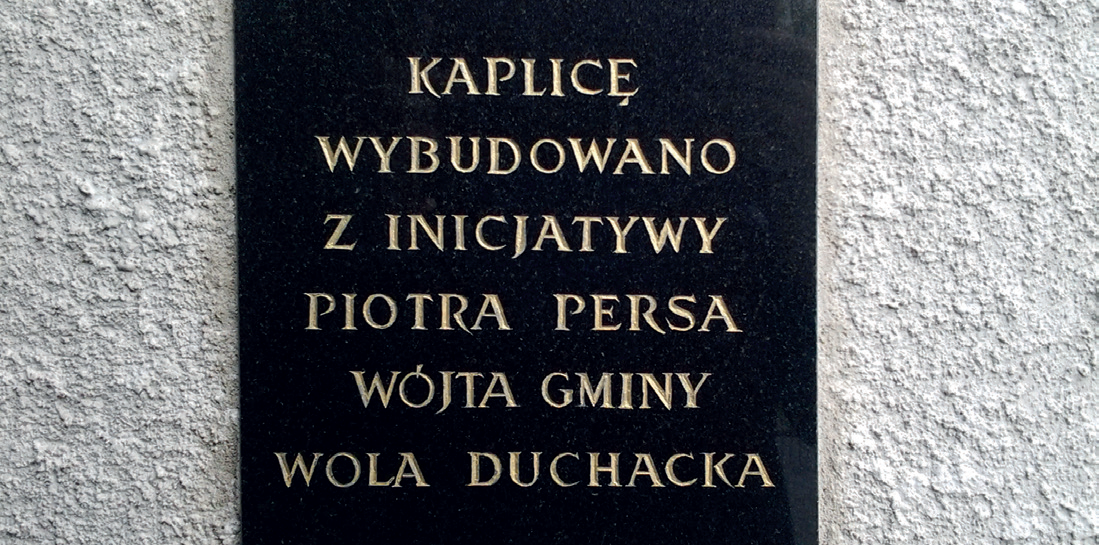 KAPLICĘ
WYBUDOWANO
Z INICJATYWY
PIOTRA PERSA
WÓJTA GMINY
WOLA DUCHACKA